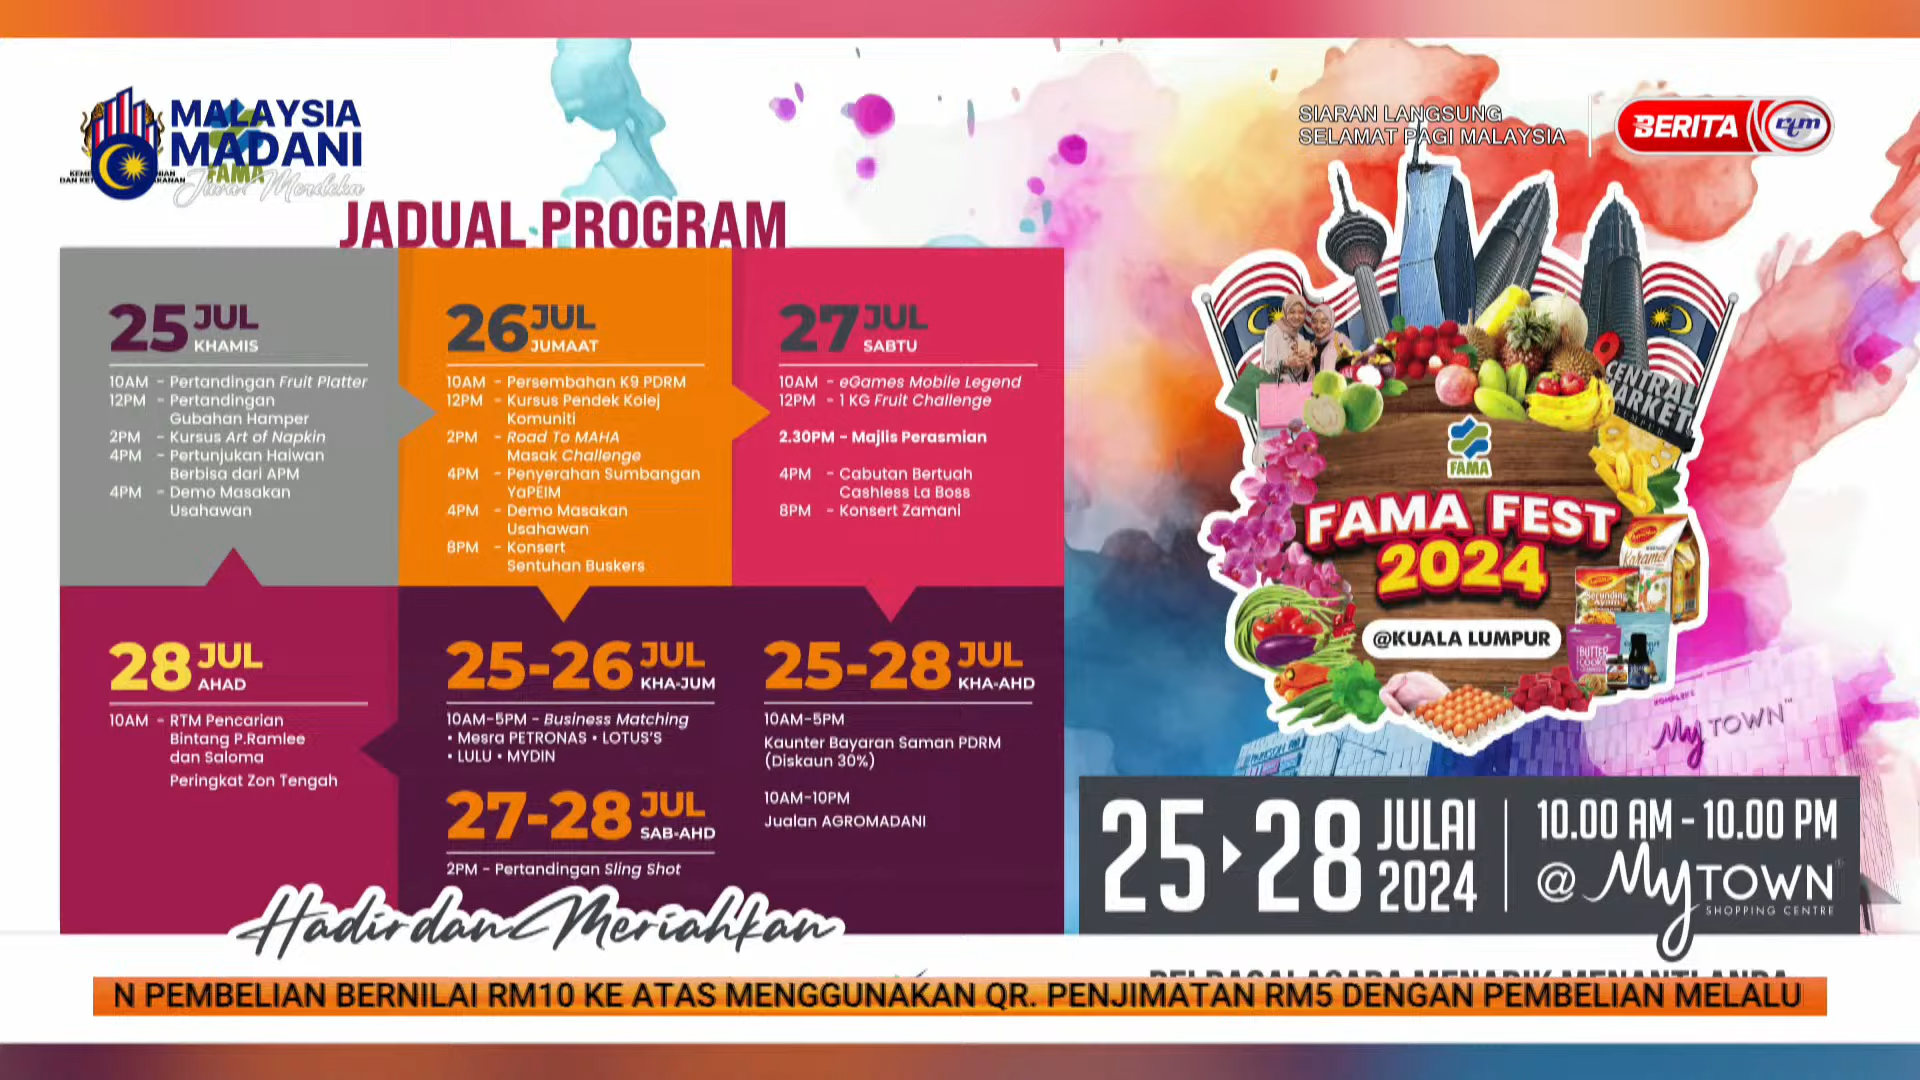 MALAYSIA
MADANI
FAMA
Jiwa Merdeka
SIARAN LANGSUNG
SELAMAT PAGI MALAYSIA
BERITA rtm
JADUAL PROGRAM
25 JUL
KHAMIS
10AM - Pertandingan Fruit Platter
12PM - Pertandingan
Gubahan Hamper
2PM - Kursus Art of Napkin
4PM - Pertunjukan Haiwan
Berbisa dari APM
4PM - Demo Masakan
Usahawan
26 JUL
JUMAAT
10AM - Persembahan K9 PDRM
12PM - Kursus Pendek Kolej
Komuniti
2PM - Road To MAHA
Masak Challenge
4PM - Penyerahan Sumbangan
YaPEIM
4PM - Demo Masakan
Usahawan
8PM - Konsert
Sentuhan Buskers
27 JUL
SABTU
10AM - eGames Mobile Legend
12PM - 1 KG Fruit Challenge
2.30PM - Majlis Perasmian
4PM - Cabutan Bertuah
Cashless La Boss
8PM - Konsert Zamani
28 JUL
AHAD
10AM - RTM Pencarian
Bintang P.Ramlee
dan Saloma
Peringkat Zon Tengah
25-26 JUL
KHA-JUM
10AM-5PM - Business Matching
• Mesra PETRONAS • LOTUS'S
• LULU • MYDIN
27-28 JUL
SAB-AHD
2PM - Pertandingan Sling Shot
25-28 JUL
KHA-AHD
10AM-5PM
Kaunter Bayaran Saman PDRM
(Diskaun 30%)
10AM-10PM
Jualan AGROMADANI
Hadir dan Meriahkan
CENTRAL
MARKET
FAMA
FAMA FEST
2024
@KUALA LUMPUR
Karamel
Serunding
Ayam
BUTTER
My TOWN
25 28 JULAI
2024
10.00 AM - 10.00 PM
@ My TOWN
SHOPPING CENTRE
N PEMBELIAN BERNILAI RM10 KE ATAS MENGGUNAKAN QR. PENJIMATAN RM5 DENGAN PEMBELIAN MELALU